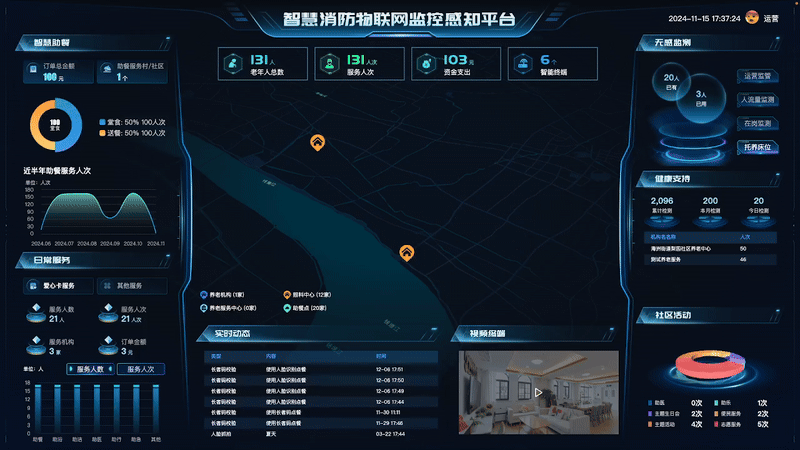 智慧消防物联网监控感知平台
2024-11-15 17:37:24 运营
智慧助餐
订单总金额
100 元
助餐服务村/社区
1个
100
堂食
堂食: 50% 100人次
送餐: 50% 100人次
近半年助餐服务人次
单位: 人次
180
150
120
90
60
30
0
2024.06 2024.07 2024.08 2024.09 2024.10 2024.11
日常服务
爱心卡服务
其他服务
服务人数
21 人
服务人次
21 人次
服务机构
3 家
订单金额
3 元
单位: 人
服务人数
服务人次
18
15
12
9
6
3
0
助餐 助浴 助洁 助医 助行 助急 其他
131人
老年人总数
131人次
服务人次
103元
资金支出
6个
智能终端
养老机构 (1家)
颐科中心 (12家)
养老服务中心 (0家)
助餐点 (20家)
实时动态
类型 内容 时间
长者码校验 使用人脸识别点餐 12-06 17:51
长者码校验 使用人脸识别点餐 12-06 17:50
长者码校验 使用人脸识别点餐 12-06 17:49
长者码校验 使用人脸识别点餐 12-06 17:44
长者码校验 使用长者码点餐 11-30 11:11
长者码校验 使用长者码点餐 11-29 17:46
人脸抓拍 夏天 03-22 17:44
视频终端
无感监测
20人
已有
3人
已用
运营监管
人流量监测
在岗监测
托养床位
健康支持
2,096
累计检测
200
本月检测
20
今日检测
机构名名称 人次
海洲街道梨园社区养老中心 50
测试养老服务 46
社区活动
助医 0次
助乐 1次
主题生日会 2次
便民服务 2次
主题活动 4次
志愿服务 5次